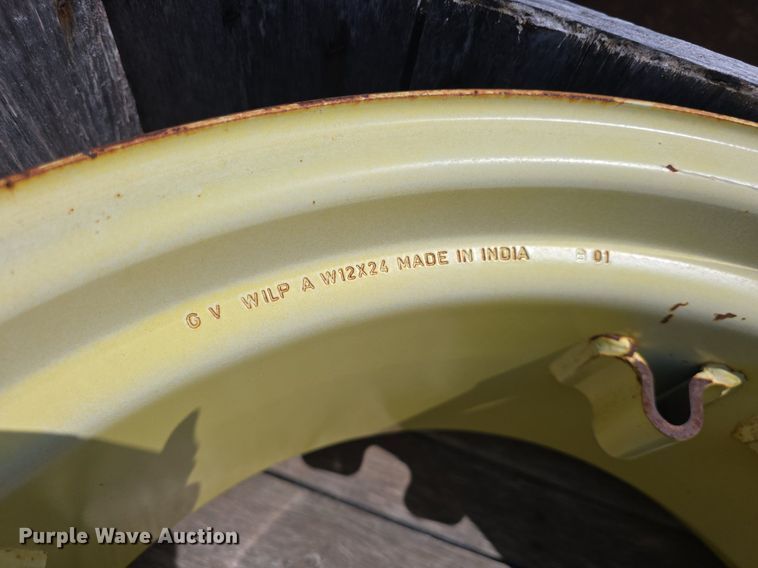 G V WILP A W12X24 MADE IN INDIA 01
Purple Wave Auction